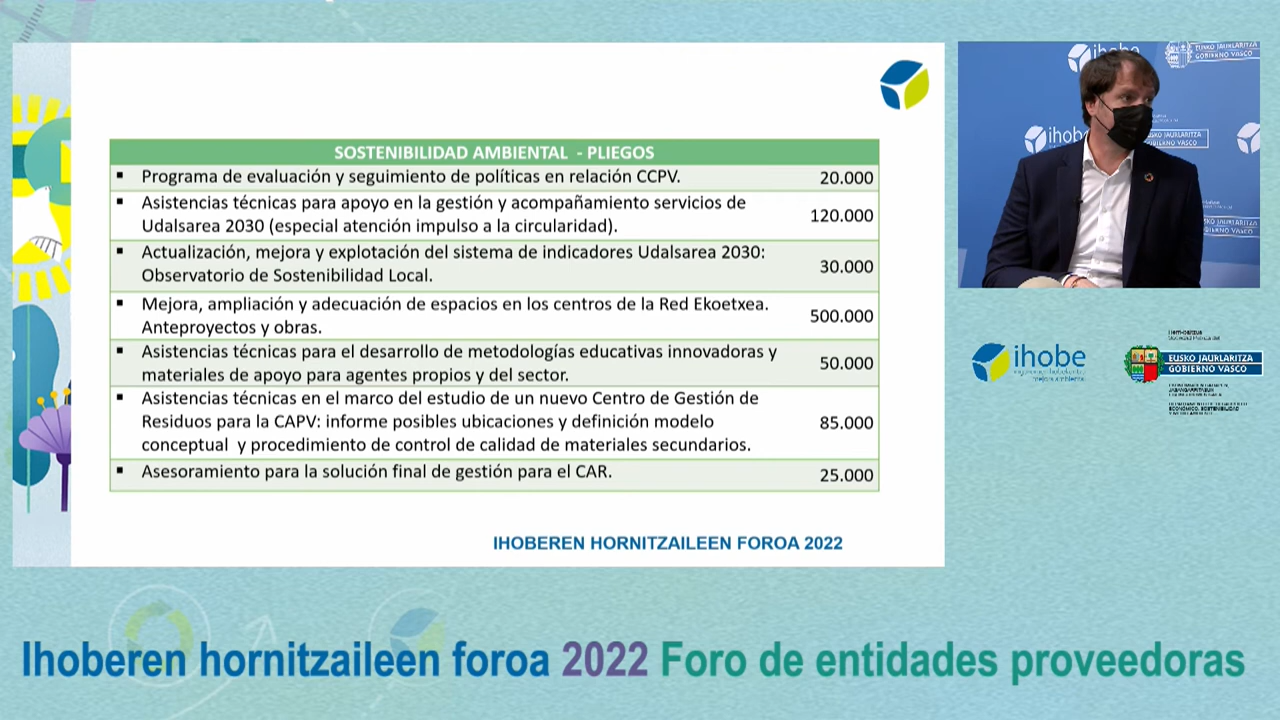 SOSTENIBILIDAD AMBIENTAL - PLIEGOS
▪ Programa de evaluación y seguimiento de políticas en relación CCPV. 20.000
▪ Asistencias técnicas para apoyo en la gestión y acompañamiento servicios de
Udalsarea 2030 (especial atención impulso a la circularidad). 120.000
▪ Actualización, mejora y explotación del sistema de indicadores Udalsarea 2030:
Observatorio de Sostenibilidad Local. 30.000
▪ Mejora, ampliación y adecuación de espacios en los centros de la Red Ekoetxea.
Anteproyectos y obras. 500.000
▪ Asistencias técnicas para el desarrollo de metodologías educativas innovadoras y
materiales de apoyo para agentes propios y del sector. 50.000
▪ Asistencias técnicas en el marco del estudio de un nuevo Centro de Gestión de
Residuos para la CAPV: informe posibles ubicaciones y definición modelo
conceptual y procedimiento de control de calidad de materiales secundarios. 85.000
▪ Asesoramiento para la solución final de gestión para el CAR. 25.000
IHOBEREN HORNITZAILEEN FOROA 2022
ihobe
EUSKO JAURLARITZA
GOBIERNO VASCO
ihobe
EUSKO JAURLARITZA
GOBIERNO VASCO
ihobe
mejora ambiental
EUSKO JAURLARITZA
GOBIERNO VASCO
Ihoberen hornitzaileen foroa 2022 Foro de entidades proveedoras